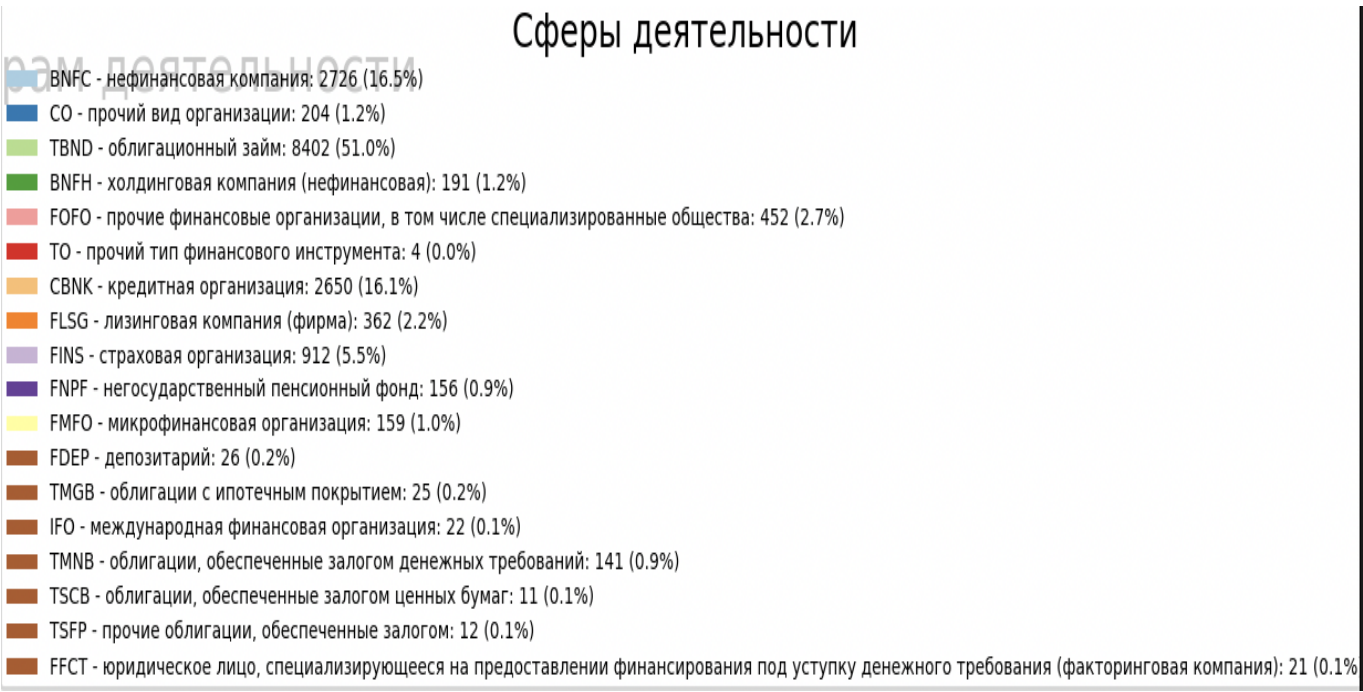 Сферы деятельности
рам деятельности
BNFC - нефинансовая компания: 2726 (16.5%)
CO - прочий вид организации: 204 (1.2%)
TBND - облигационный займ: 8402 (51.0%)
BNFH - холдинговая компания (нефинансовая): 191 (1.2%)
FOFO - прочие финансовые организации, в том числе специализированные общества: 452 (2.7%)
TO - прочий тип финансового инструмента: 4 (0.0%)
CBNK - кредитная организация: 2650 (16.1%)
FLSG - лизинговая компания (фирма): 362 (2.2%)
FINS - страховая организация: 912 (5.5%)
FNPF - негосударственный пенсионный фонд: 156 (0.9%)
FMFO - микрофинансовая организация: 159 (1.0%)
FDEP - депозитарий: 26 (0.2%)
TMGB - облигации с ипотечным покрытием: 25 (0.2%)
IFO - международная финансовая организация: 22 (0.1%)
TMNB - облигации, обеспеченные залогом денежных требований: 141 (0.9%)
TSCB - облигации, обеспеченные залогом ценных бумаг: 11 (0.1%)
TSFP - прочие облигации, обеспеченные залогом: 12 (0.1%)
FFCT - юридическое лицо, специализирующееся на предоставлении финансирования под уступку денежного требования (факторинговая компания): 21 (0.1%